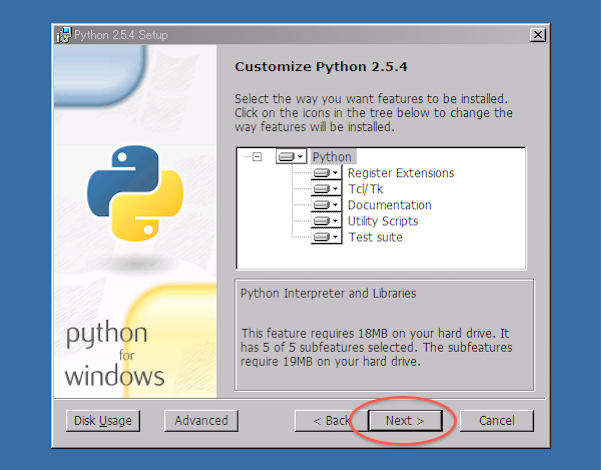 Python 2.5.4 Setup
Customize Python 2.5.4
Select the way you want features to be installed.
Click on the icons in the tree below to change the
way features will be installed.
Python
Register Extensions
Tcl/Tk
Documentation
Utility Scripts
Test suite
Python Interpreter and Libraries
This feature requires 18MB on your hard drive. It
has 5 of 5 subfeatures selected. The subfeatures
require 19MB on your hard drive.
python
for
windows
Disk Usage
Advanced
< Back
Next >
Cancel